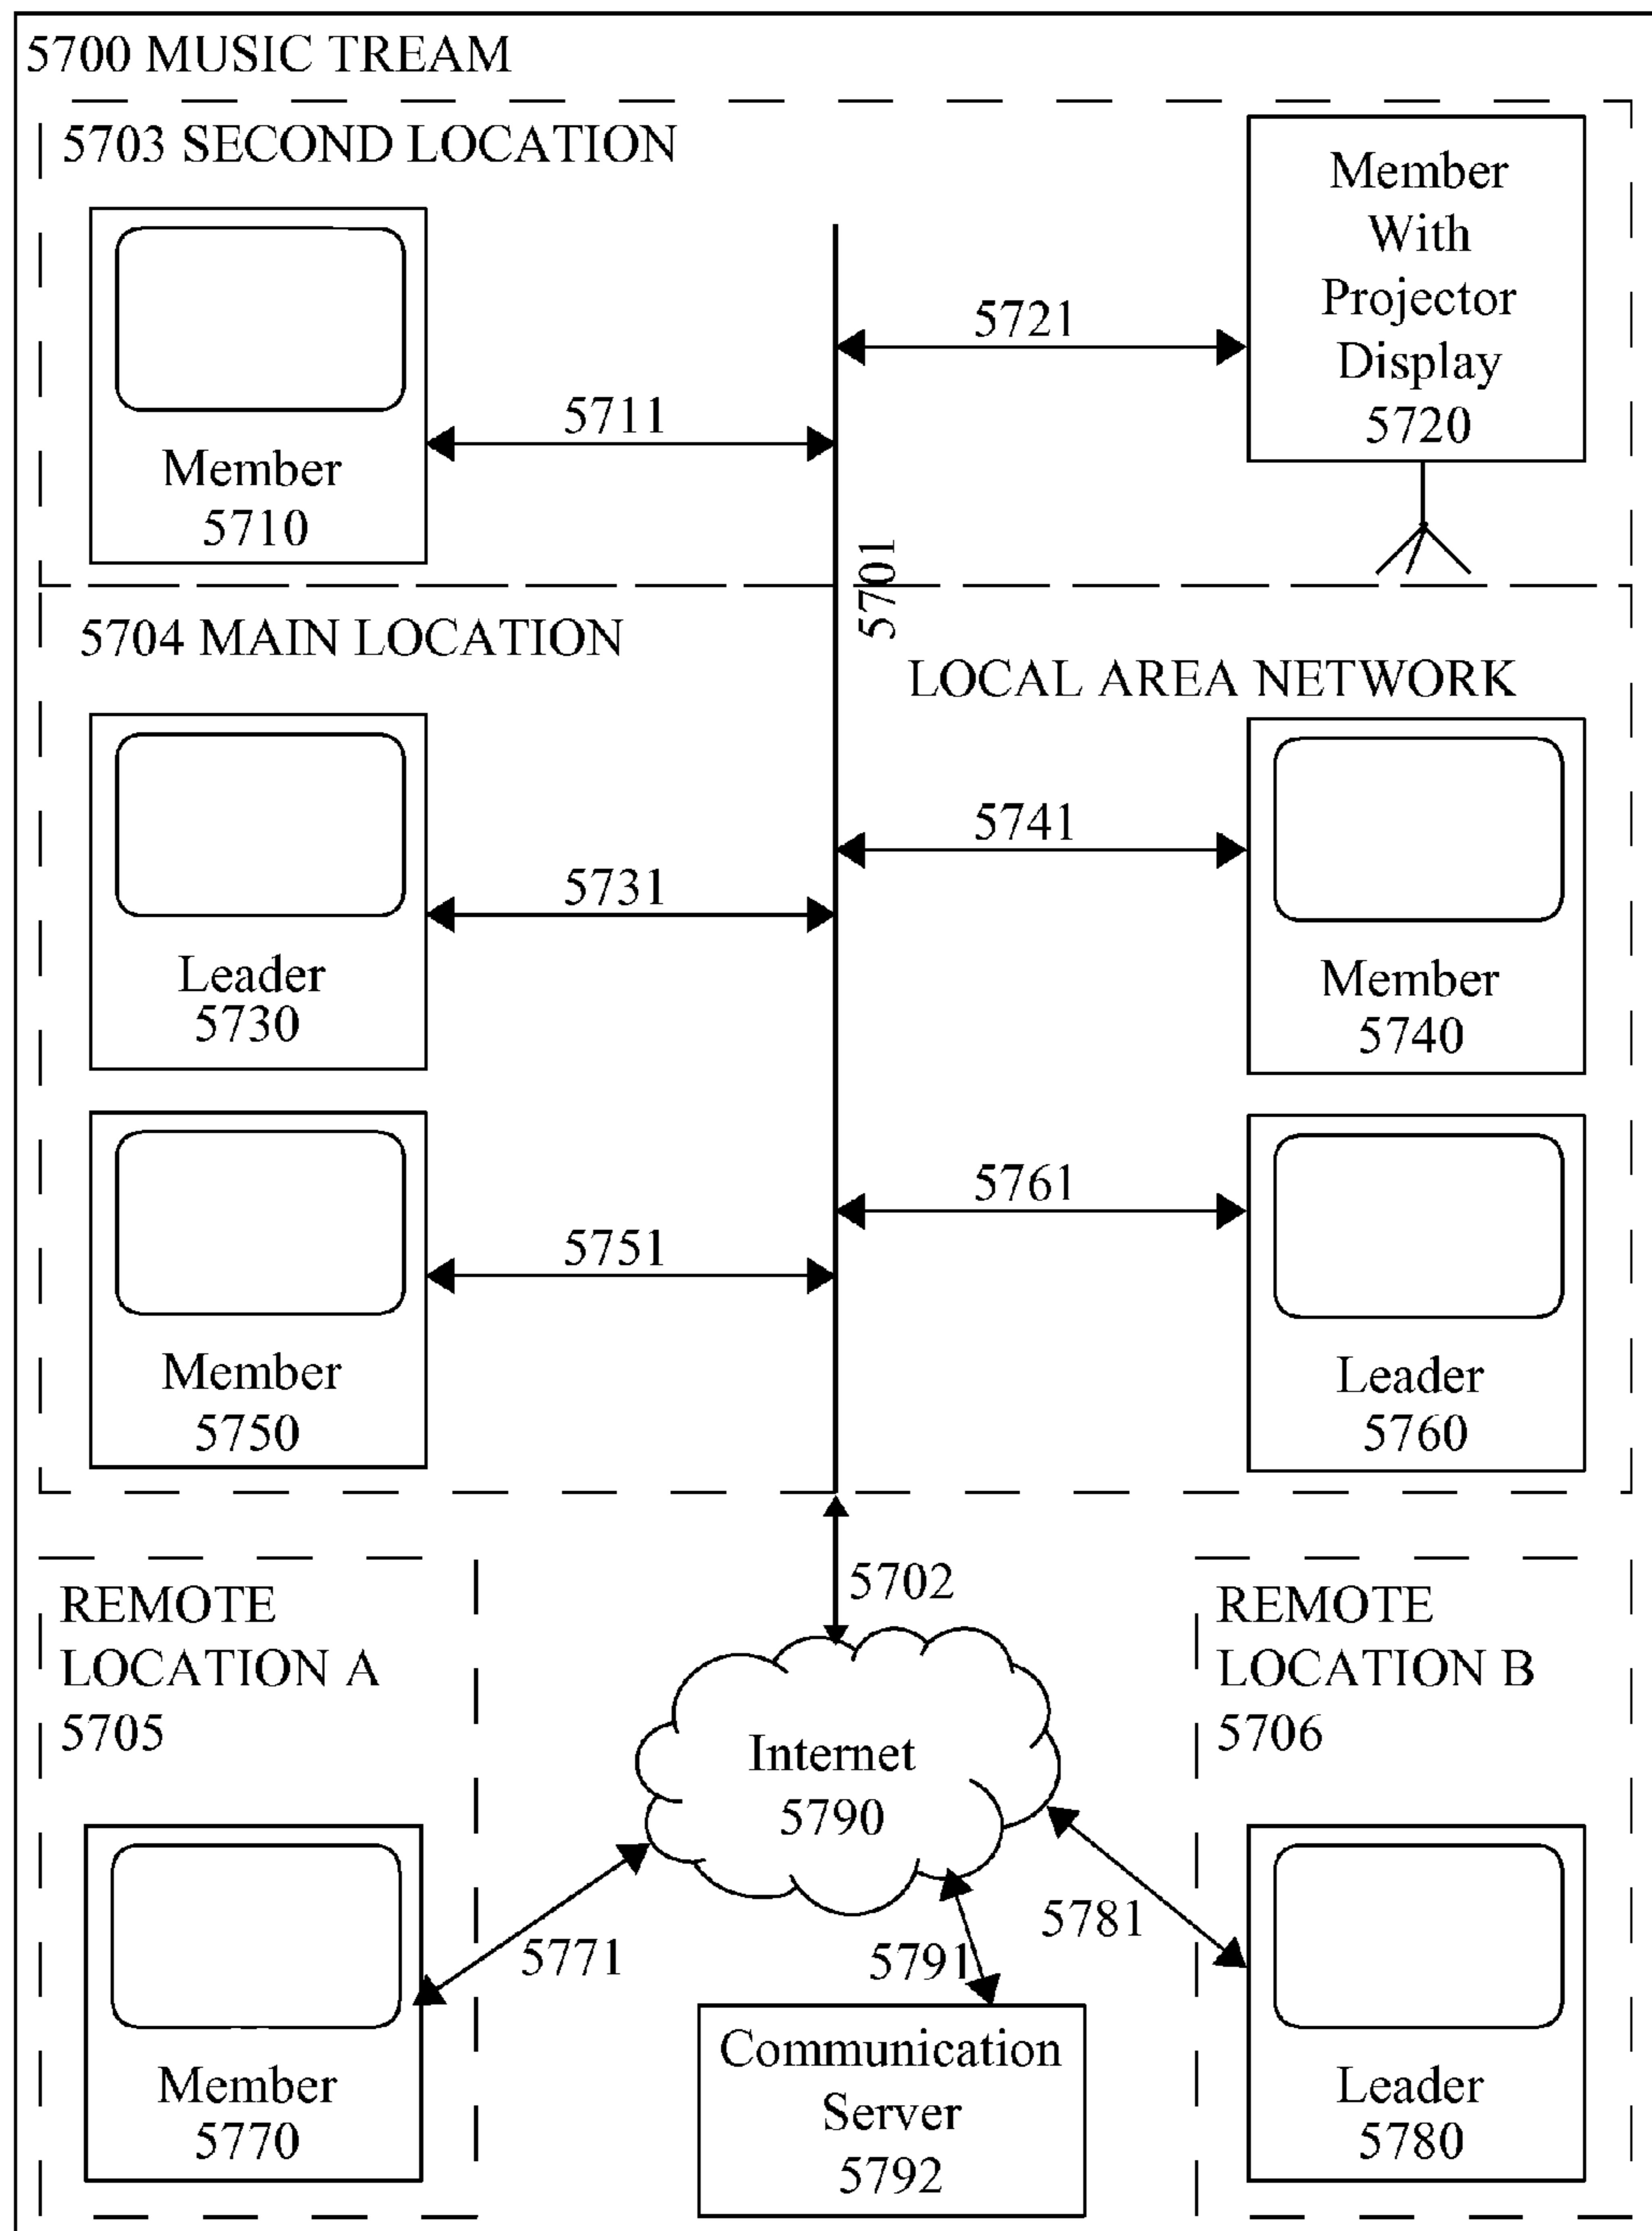 5700 MUSIC TREAM
5703 SECOND LOCATION
Member
With
Projector
Display
5720
5721
5711
Member
5710
5701
5704 MAIN LOCATION
LOCAL AREA NETWORK
5741
5731
Leader
5730
Member
5740
5761
5751
Member
5750
Leader
5760
5702
REMOTE
LOCATION A
5705
REMOTE
LOCATION B
5706
Internet
5790
5771
5791
5781
Member
5770
Communication
Server
5792
Leader
5780